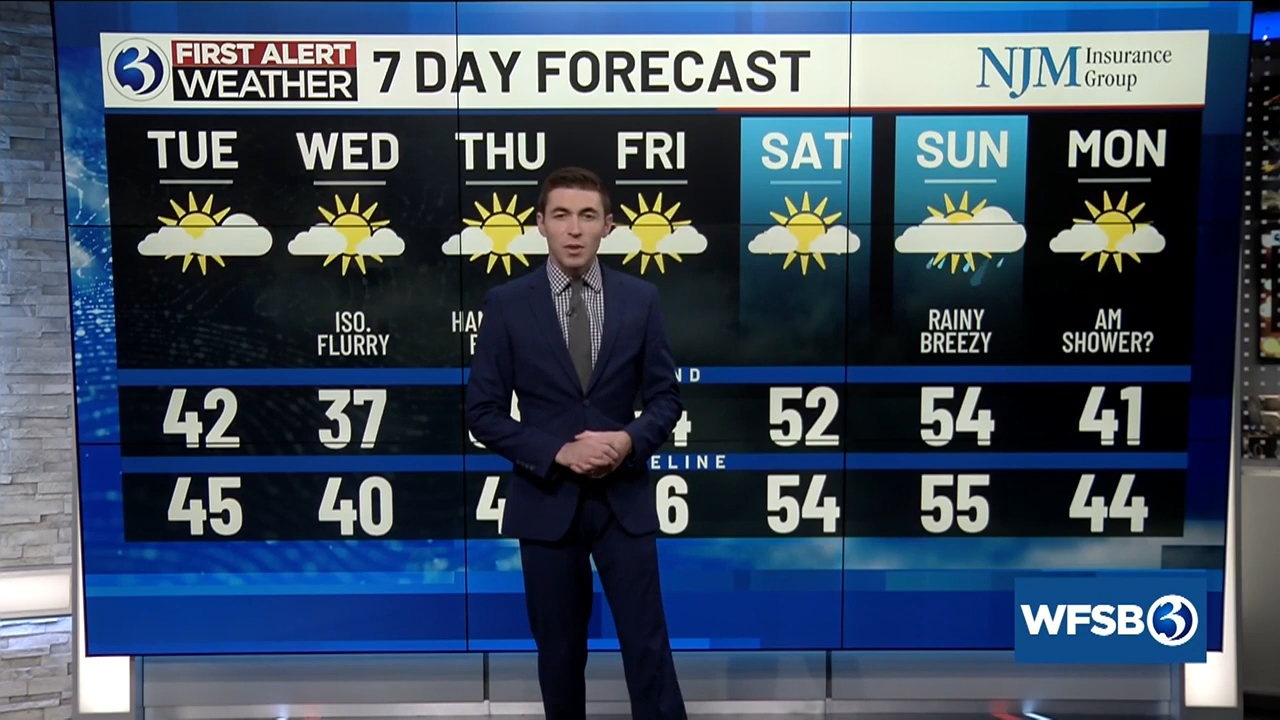 3 FIRST ALERT WEATHER 7 DAY FORECAST NJM Insurance Group
TUE WED THU FRI SAT SUN MON
ISO. FLURRY RAINY BREEZY AM SHOWER?
42 37 52 54 41
45 40 54 55 44
WFSB 3